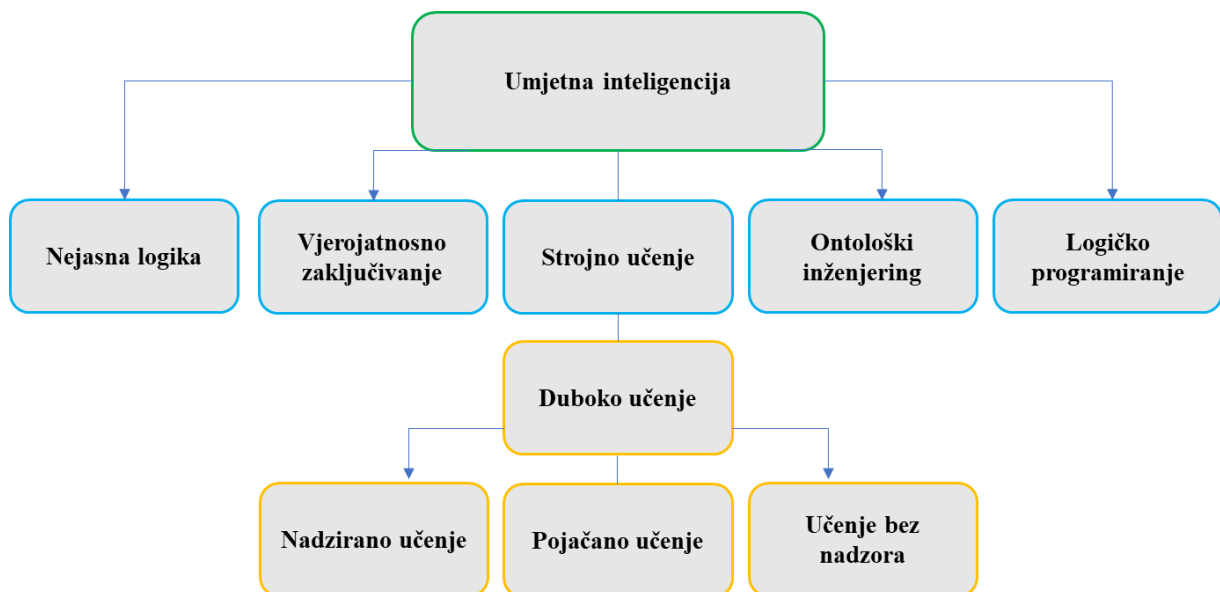 Umjetna inteligencija
Nejasna logika
Vjerojatnosno
zaključivanje
Strojno učenje
Ontološki
inženjering
Logičko
programiranje
Duboko učenje
Nadzirano učenje
Pojačano učenje
Učenje bez
nadzora